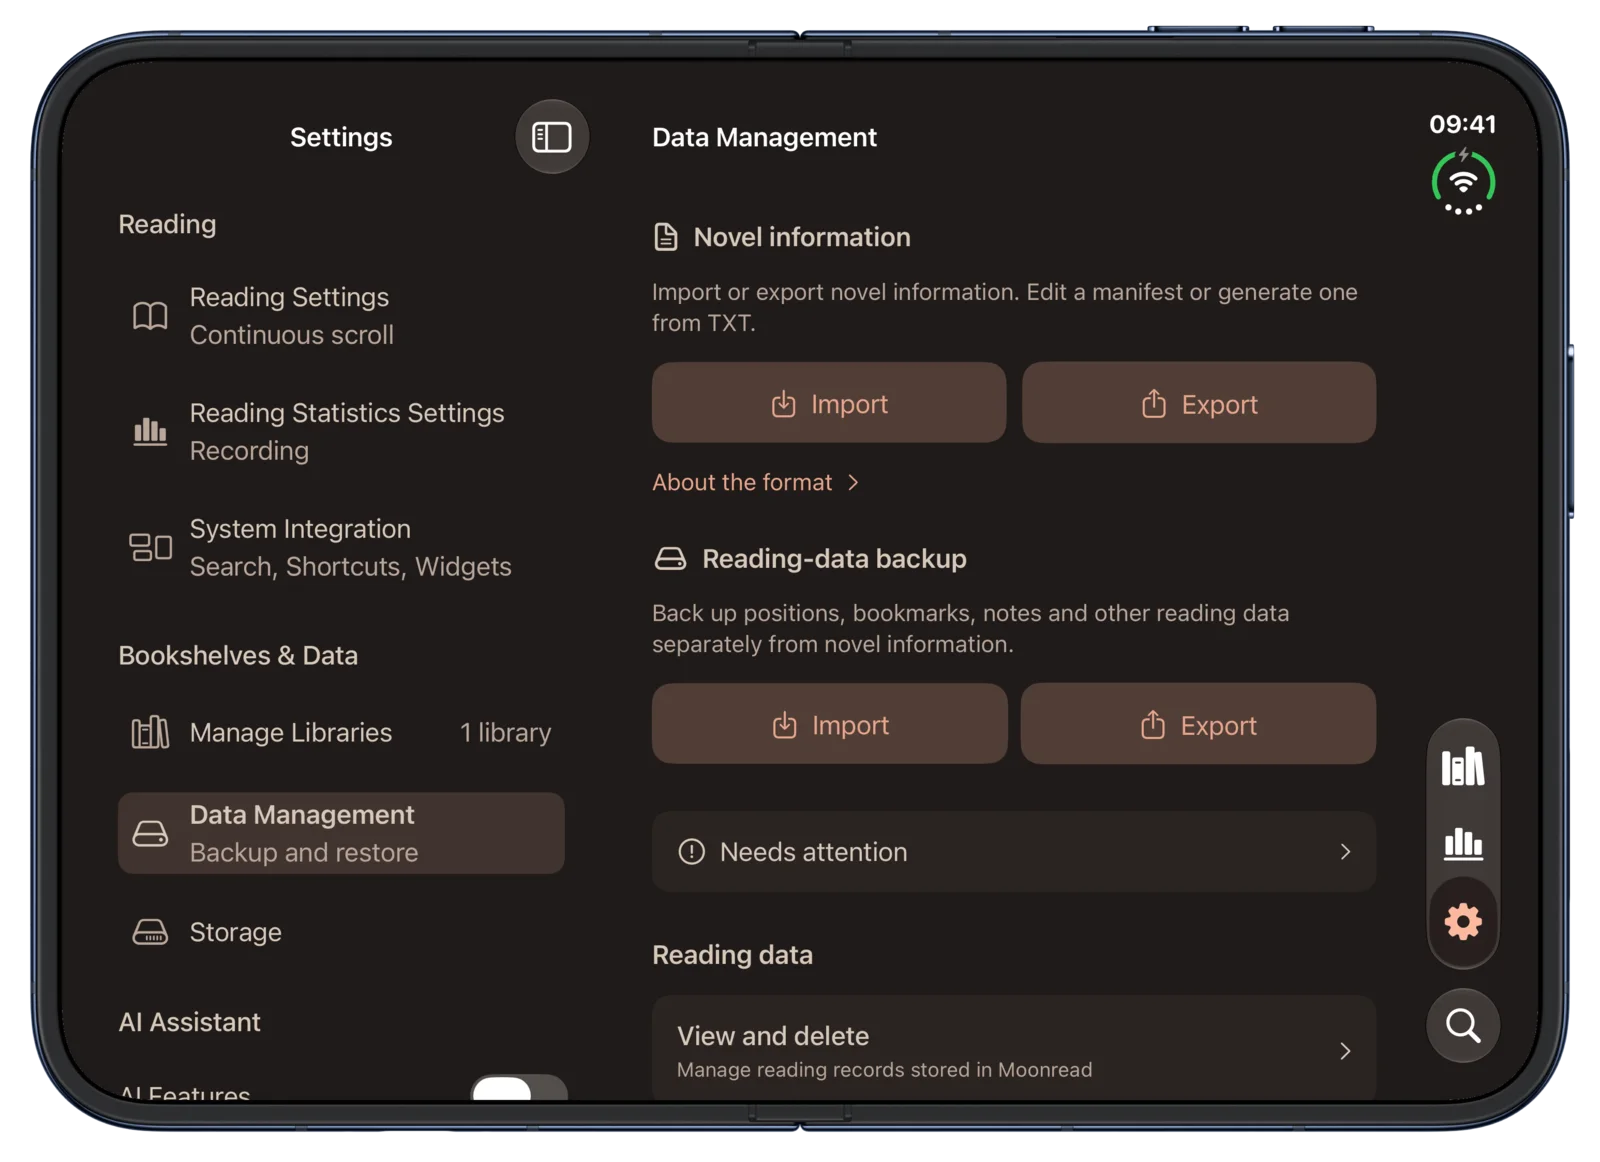 Settings
Reading
Reading Settings
Continuous scroll
Reading Statistics Settings
Recording
System Integration
Search, Shortcuts, Widgets
Bookshelves & Data
Manage Libraries
1 library
Data Management
Backup and restore
Storage
AI Assistant
AI Features
Data Management
Novel information
Import or export novel information. Edit a manifest or generate one
from TXT.
Import
Export
About the format
Reading-data backup
Back up positions, bookmarks, notes and other reading data
separately from novel information.
Import
Export
Needs attention
Reading data
View and delete
Manage reading records stored in Moonread
09:41